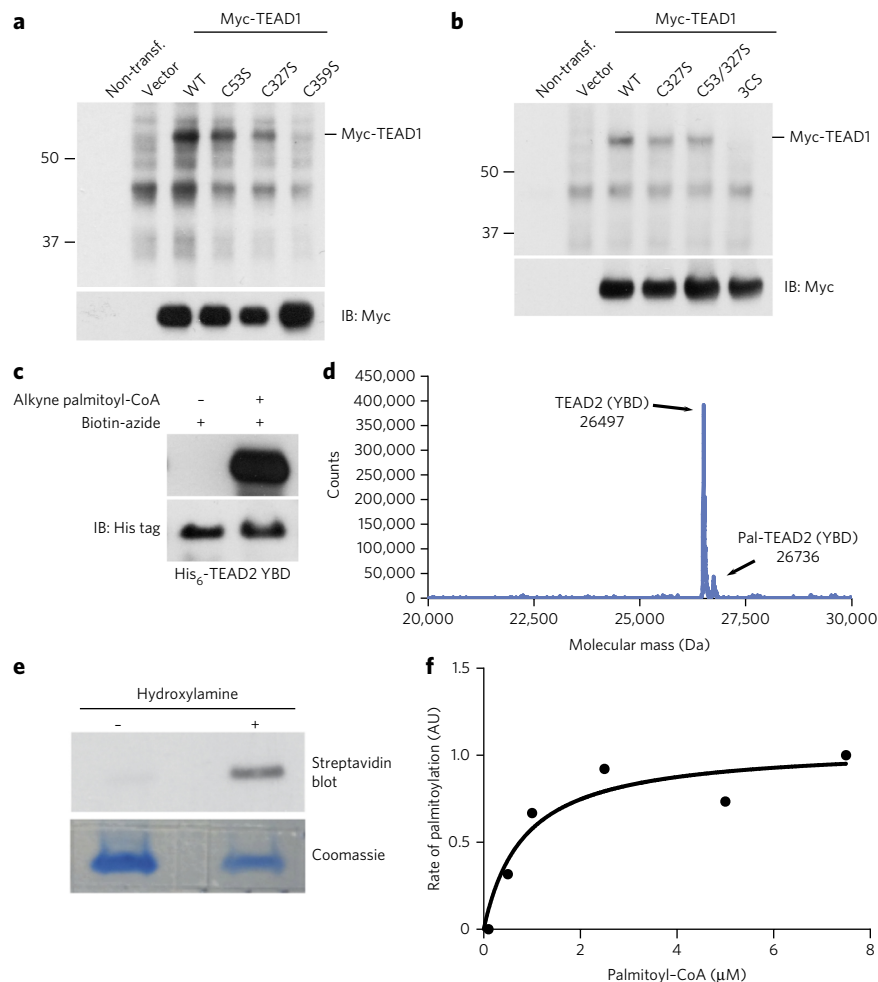 a
Myc-TEAD1
Non-transf.
Vector
WT
C53S
C327S
C359S
50
37
Myc-TEAD1
IB: Myc
b
Myc-TEAD1
Non-transf.
Vector
WT
C327S
C53/327S
3CS
50
37
Myc-TEAD1
IB: Myc
c
Alkyne palmitoyl-CoA – +
Biotin-azide + +
IB: His tag
His6-TEAD2 YBD
d
Counts
450,000
400,000
350,000
300,000
250,000
200,000
150,000
100,000
50,000
0
TEAD2 (YBD)
26497
Pal-TEAD2 (YBD)
26736
20,000 22,500 25,000 27,500 30,000
Molecular mass (Da)
e
Hydroxylamine
– +
Streptavidin
blot
Coomassie
f
Rate of palmitoylation (AU)
1.5
1.0
0.5
0
0 2 4 6 8
Palmitoyl–CoA (μM)